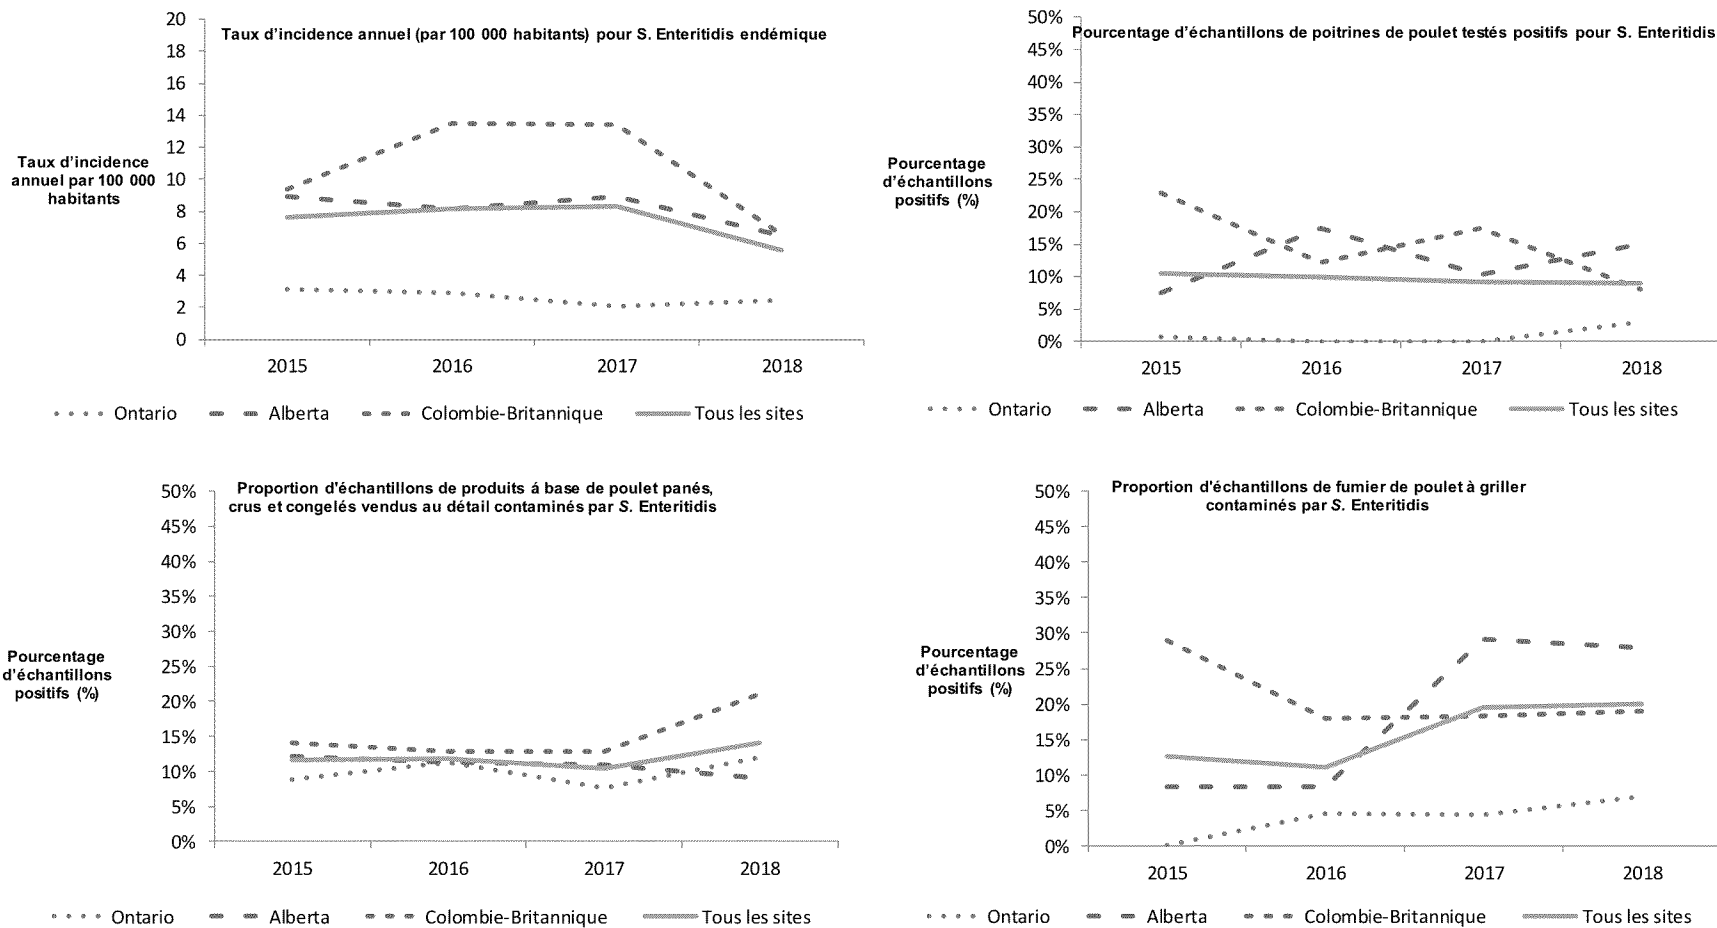 Taux d'incidence annuel (par 100 000 habitants) pour S. Enteritidis endémique
20
18
16
14
12
10
8
6
4
2
0
Taux d'incidence
annuel par 100 000
habitants
2015 2016 2017 2018
Ontario Alberta Colombie-Britannique Tous les sites
Pourcentage d'échantillons de poitrines de poulet testés positifs pour S. Enteritidis
50%
45%
40%
35%
30%
25%
20%
15%
10%
5%
0%
Pourcentage
d'échantillons
positifs (%)
2015 2016 2017 2018
Ontario Alberta Colombie-Britannique Tous les sites
Proportion d'échantillons de produits á base de poulet panés,
crus et congelés vendus au détail contaminés par S. Enteritidis
50%
45%
40%
35%
30%
25%
20%
15%
10%
5%
0%
Pourcentage
d'échantillons
positifs (%)
2015 2016 2017 2018
Ontario Alberta Colombie-Britannique Tous les sites
Proportion d'échantillons de fumier de poulet à griller
contaminés par S. Enteritidis
50%
45%
40%
35%
30%
25%
20%
15%
10%
5%
0%
Pourcentage
d'échantillons
positifs (%)
2015 2016 2017 2018
Ontario Alberta Colombie-Britannique Tous les sites